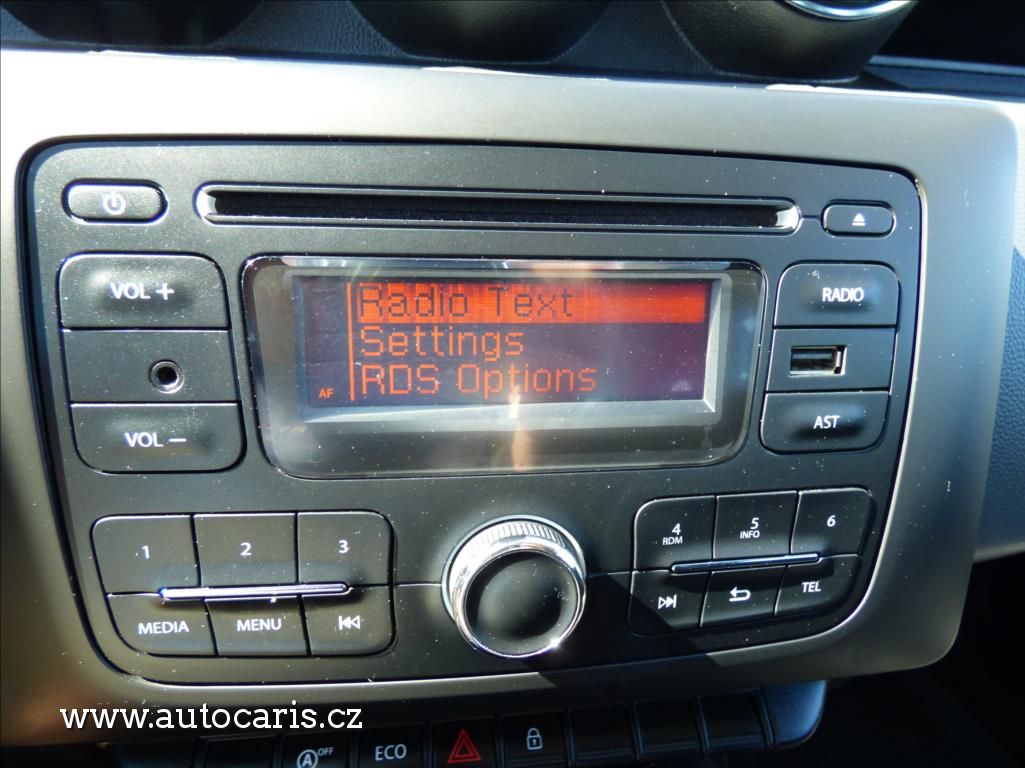 VOL +
Radio Text
Settings
RDS Options
AF
RADIO
VOL –
AST
1
2
3
4
RDM
5
INFO
6
MEDIA
MENU
TEL
www.autocaris.cz
A OFF
ECO